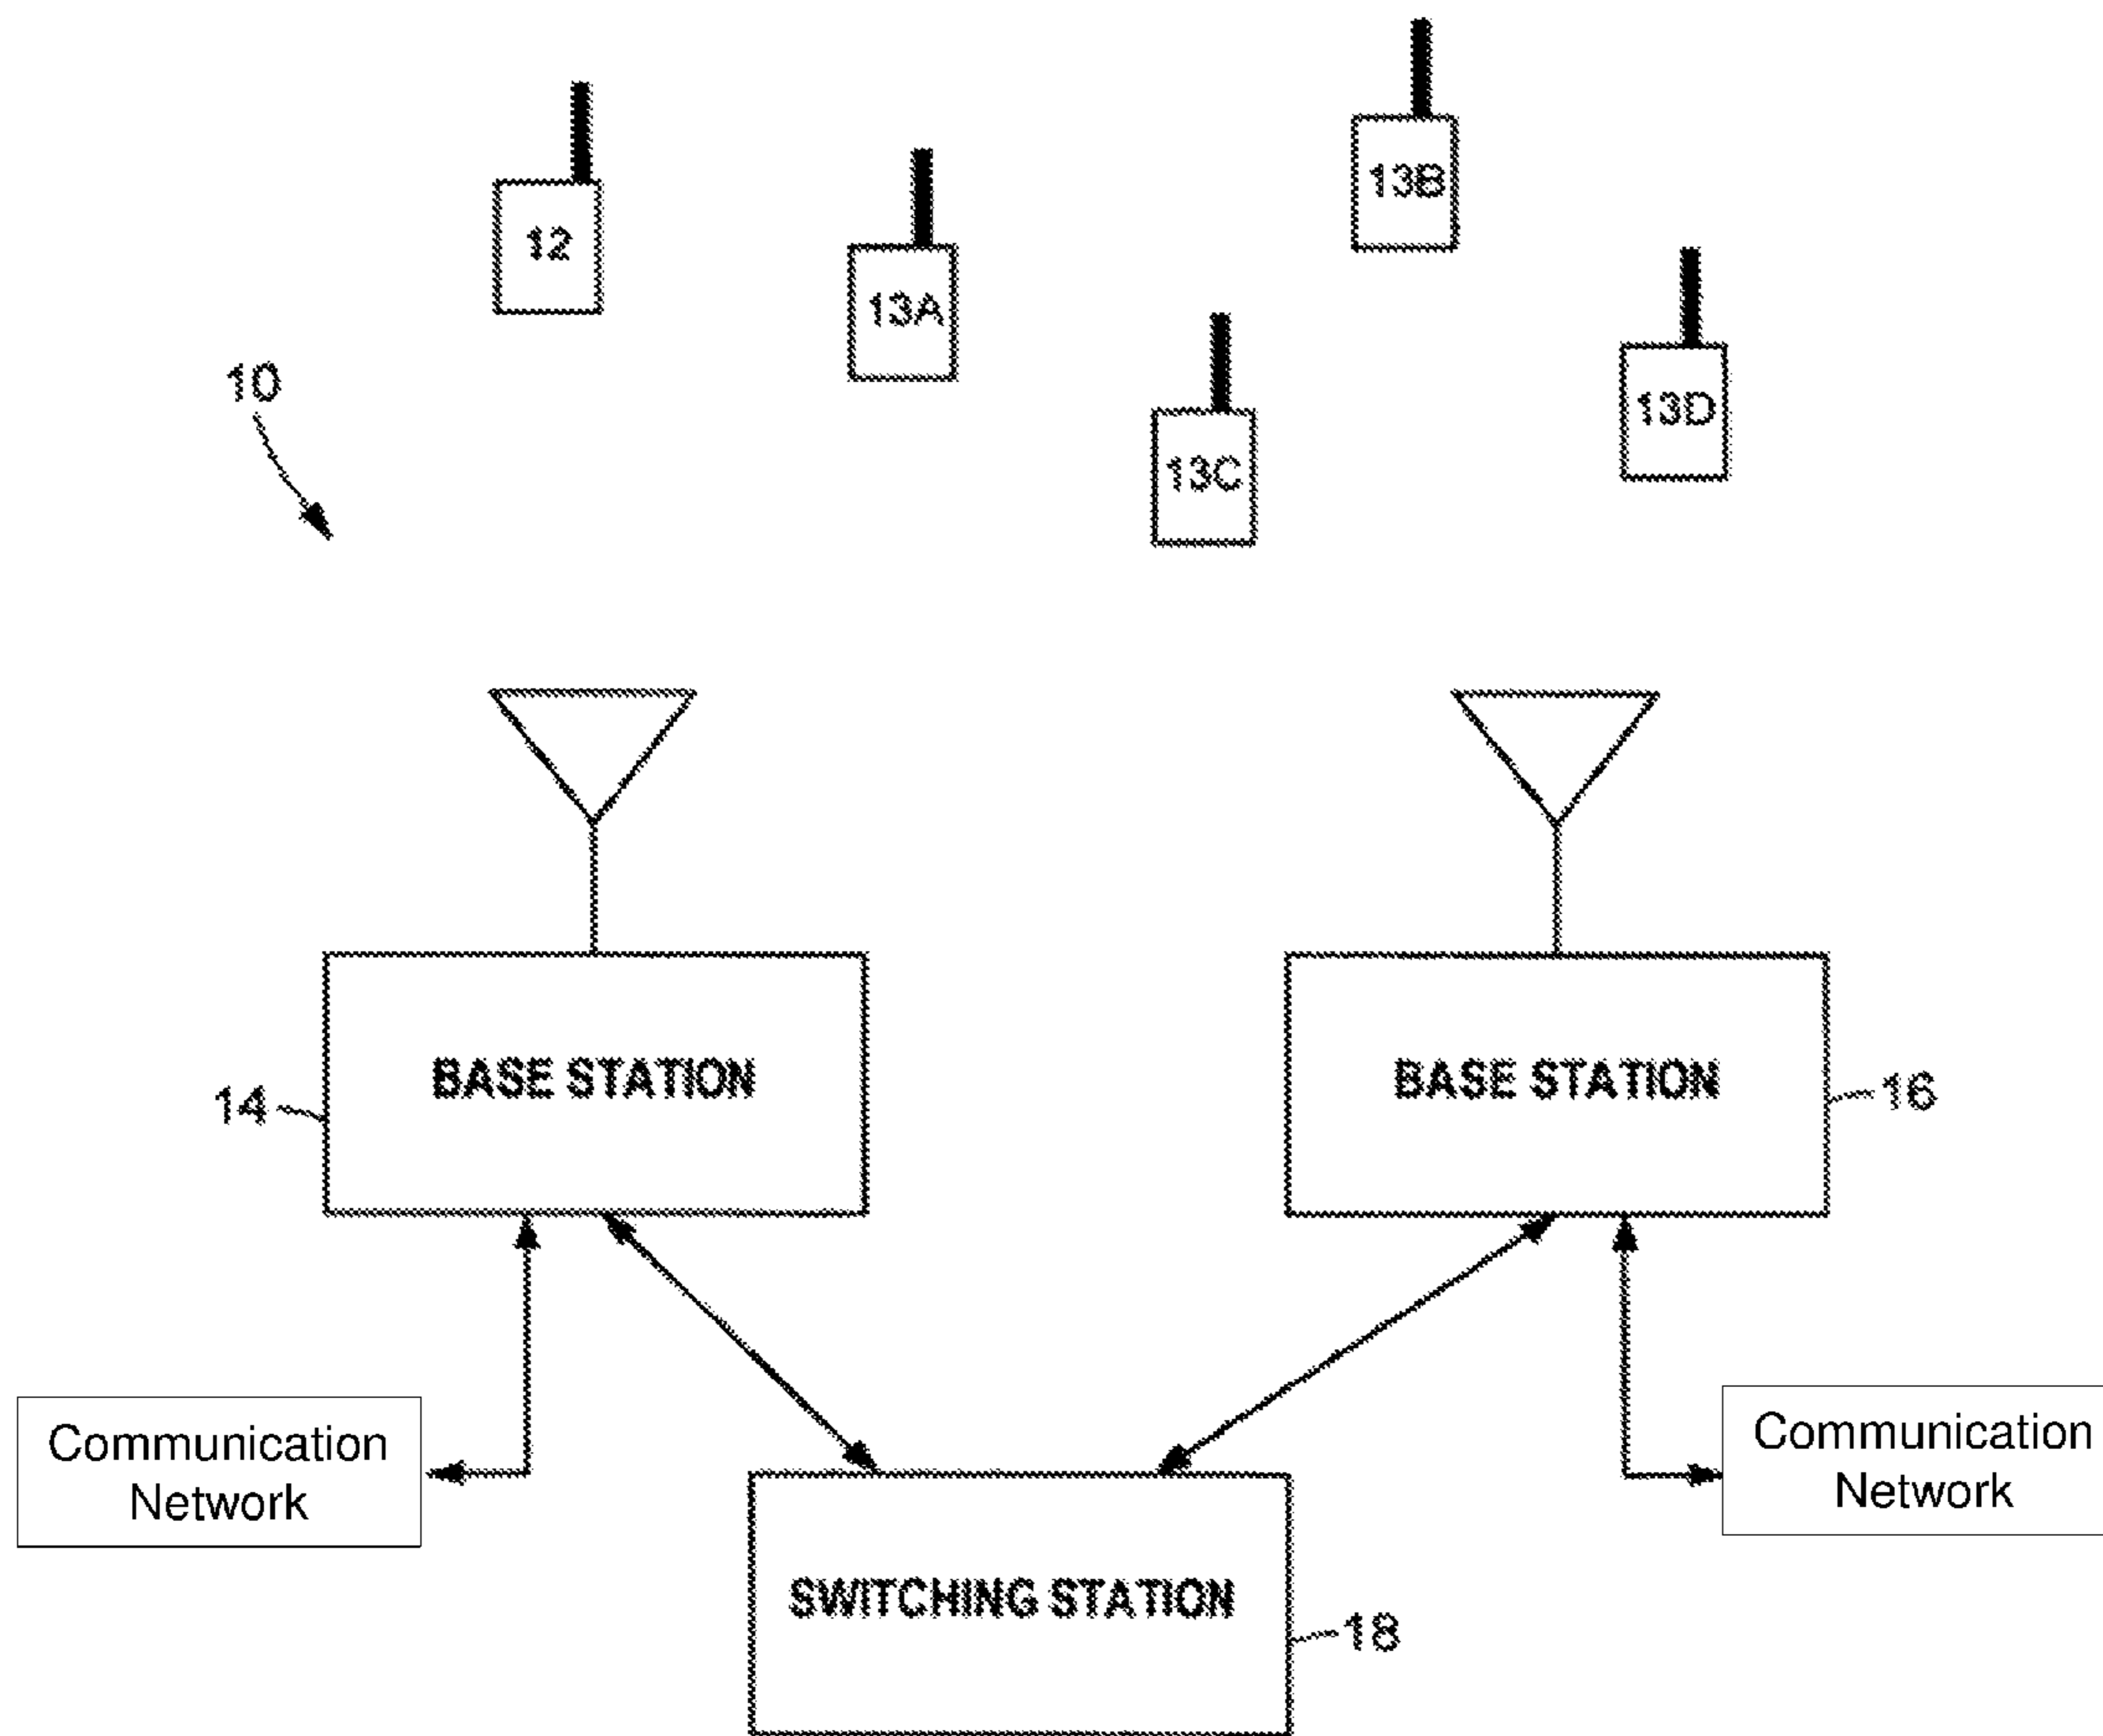 13B
12
13A
10
13D
13C
BASE STATION
BASE STATION
14
16
Communication
Network
Communication
Network
SWITCHING STATION
18